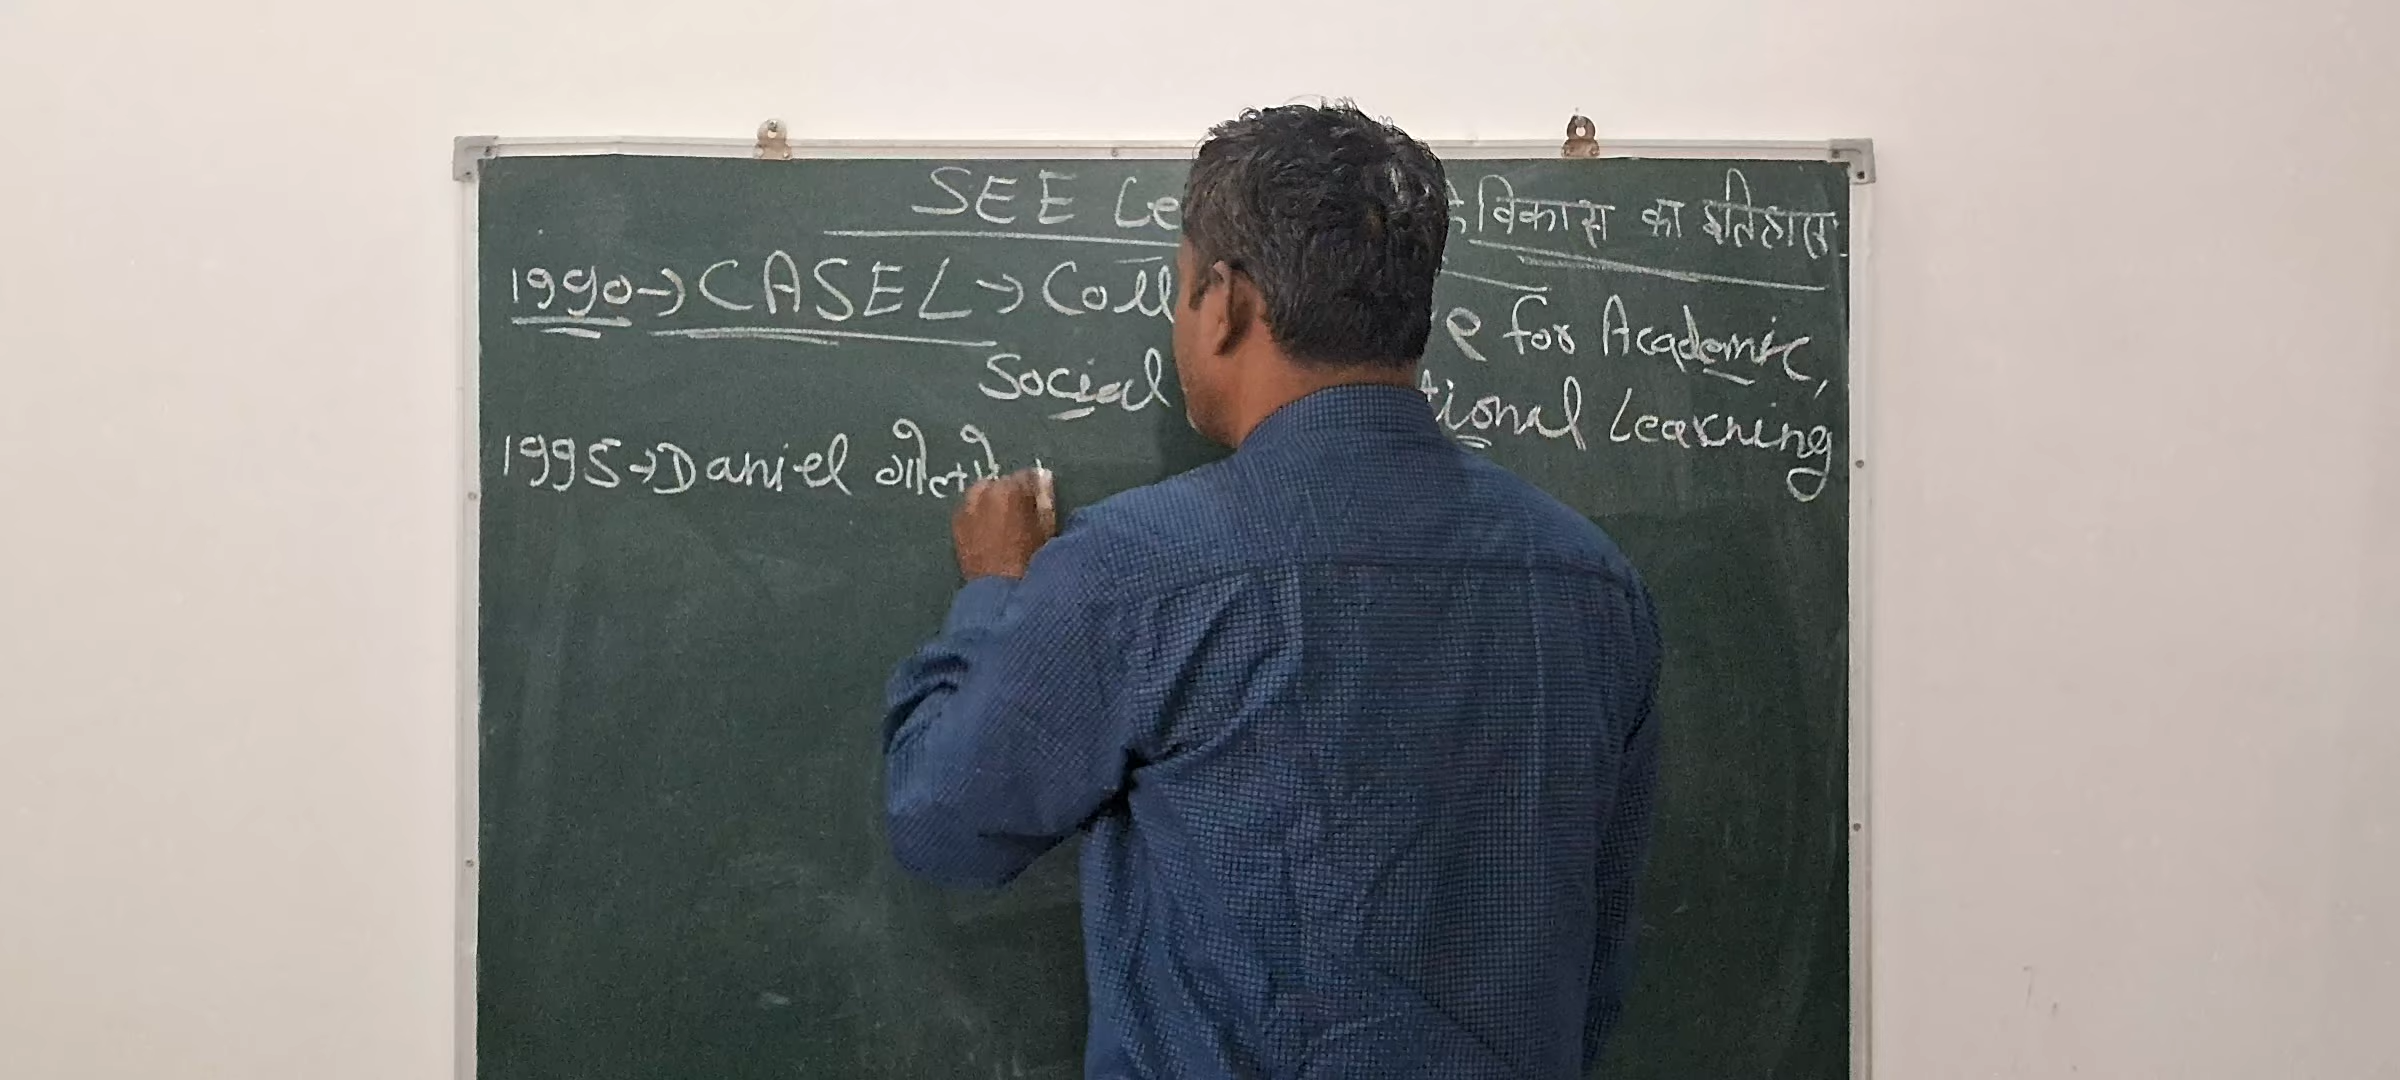 SEE Le के विकास का इतिहास
1990→CASEL→Coll e for Academic,
Social tional Learning
1995→Daniel गोलमे